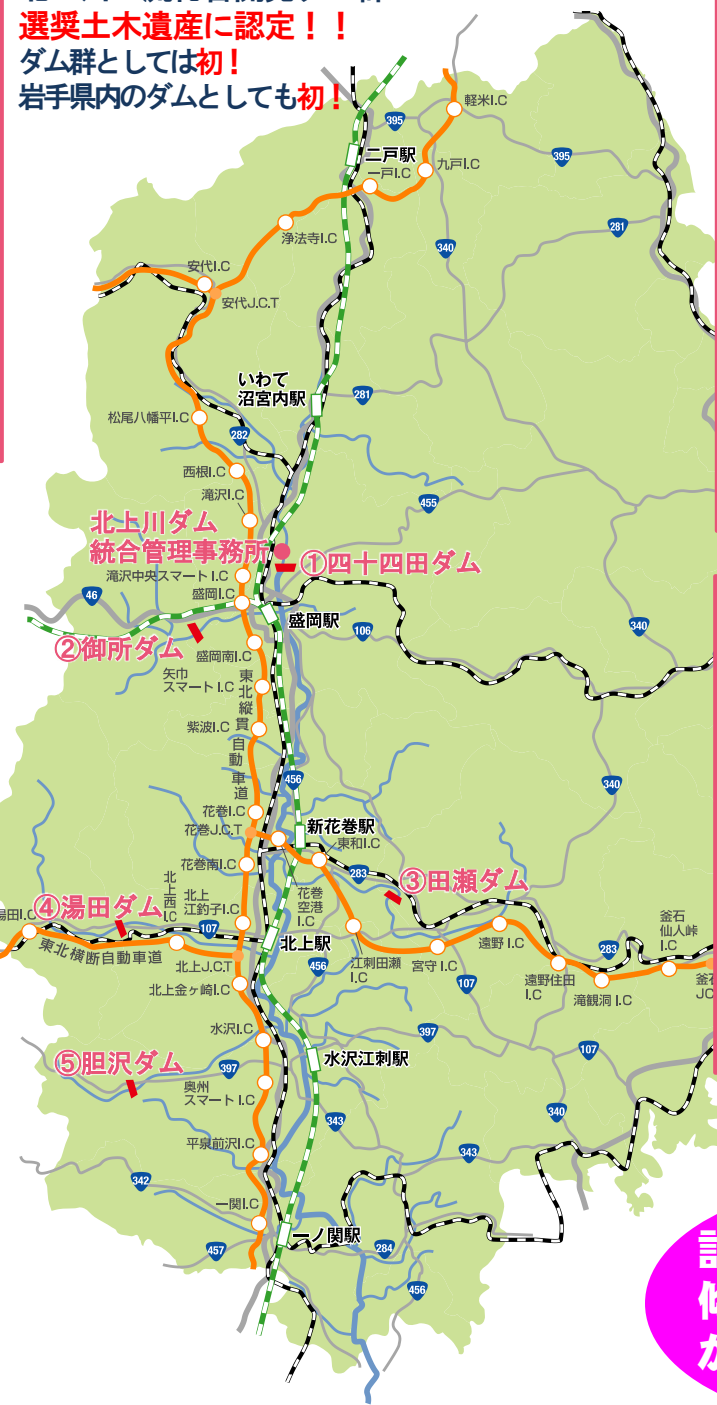 選奨土木遺産に認定！！
ダム群としては初！
岩手県内のダムとしても初！
軽米I.C
395
二戸駅
九戸I.C
395
一戸I.C
281
浄法寺I.C
340
安代I.C
安代J.C.T
いわて
沼宮内駅
281
松尾八幡平I.C
282
西根I.C
滝沢I.C
455
北上川ダム
統合管理事務所
①四十四田ダム
滝沢中央スマートI.C
46
盛岡I.C
盛岡駅
106
340
②御所ダム
盛岡南I.C
矢巾
スマートI.C
東北縦貫自動車道
紫波I.C
456
340
花巻I.C
花巻J.C.T
新花巻駅
東和I.C
花巻南I.C
283
③田瀬ダム
花巻
空港
I.C
北上西I.C
北上
江釣子I.C
④湯田ダム
107
東北横断自動車道
北上駅
北上J.C.T
456
江刺田瀬
I.C
宮守I.C
遠野I.C
釜石
仙人峠
I.C
283
遠野住田
I.C
滝観洞I.C
107
北上金ヶ崎I.C
水沢I.C
397
107
水沢江刺駅
⑤胆沢ダム
397
奥州
スマートI.C
343
340
平泉前沢I.C
343
342
一関I.C
一ノ関駅
457
284
456